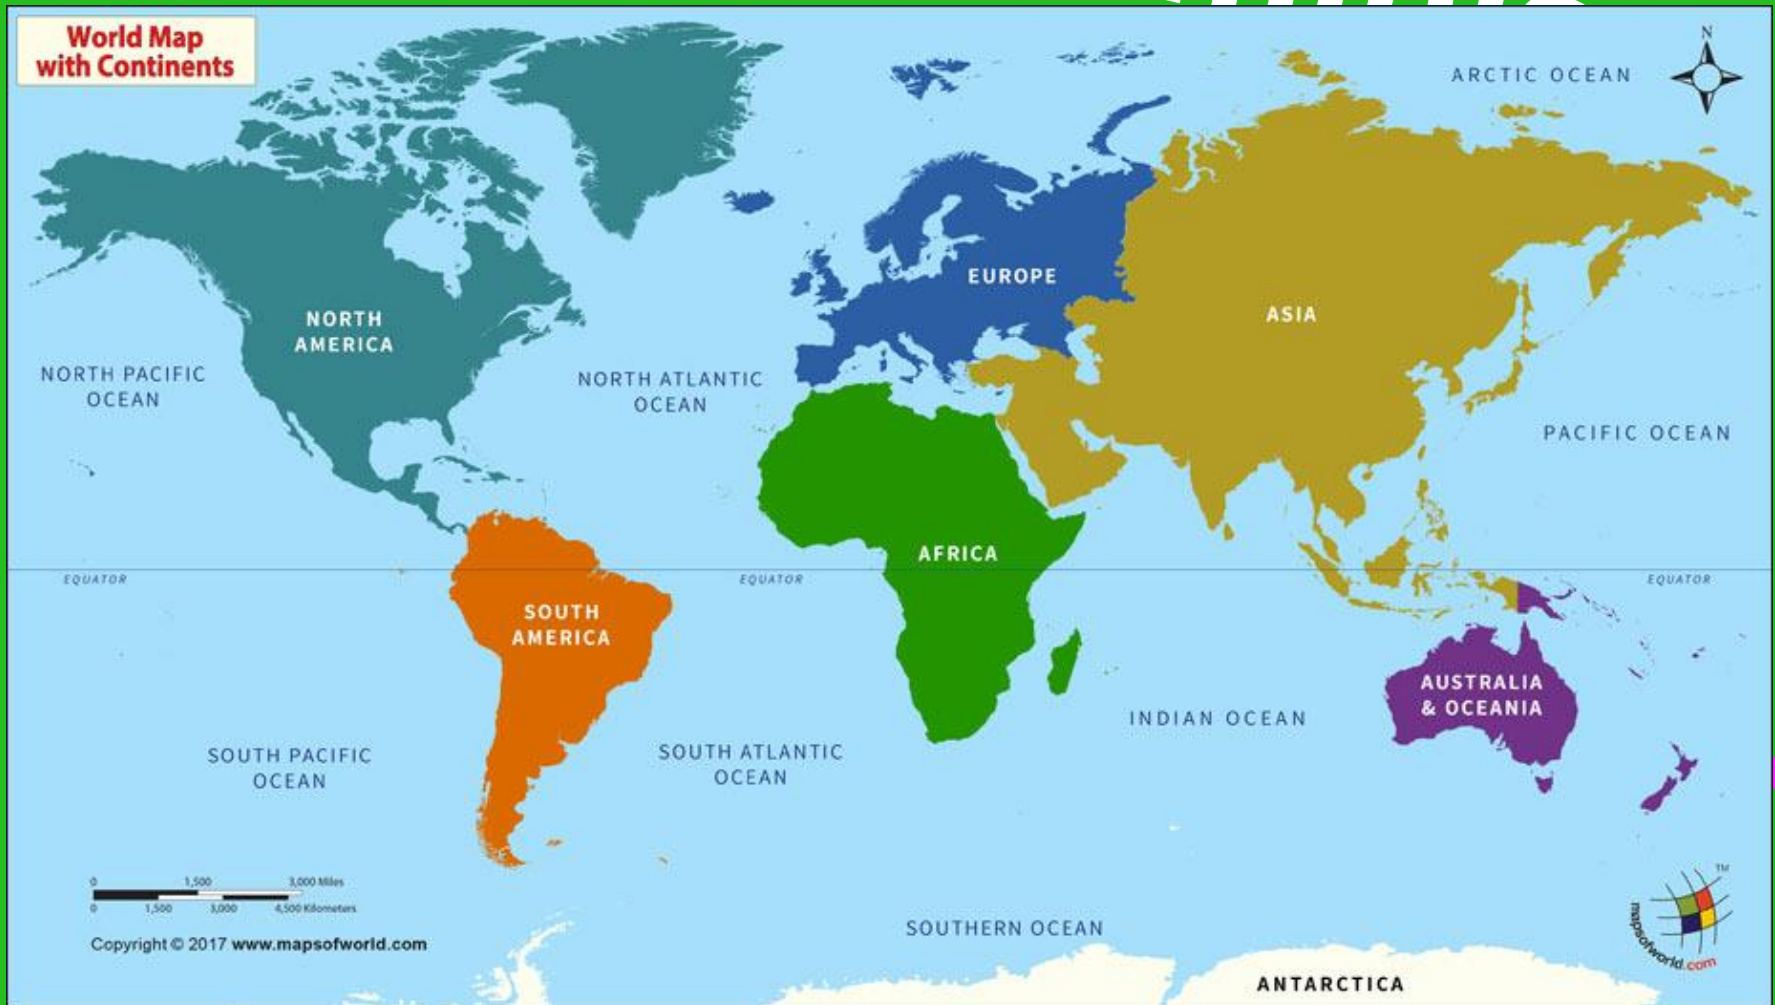 World Map
with Continents
N
ARCTIC OCEAN
EUROPE
ASIA
NORTH
AMERICA
NORTH PACIFIC
OCEAN
NORTH ATLANTIC
OCEAN
PACIFIC OCEAN
AFRICA
EQUATOR
EQUATOR
EQUATOR
SOUTH
AMERICA
AUSTRALIA
& OCEANIA
INDIAN OCEAN
SOUTH PACIFIC
OCEAN
SOUTH ATLANTIC
OCEAN
0 1,500 3,000 Miles
0 1,500 3,000 4,500 Kilometers
Copyright © 2017 www.mapsofworld.com
SOUTHERN OCEAN
TM
mapsofworld.com
ANTARCTICA